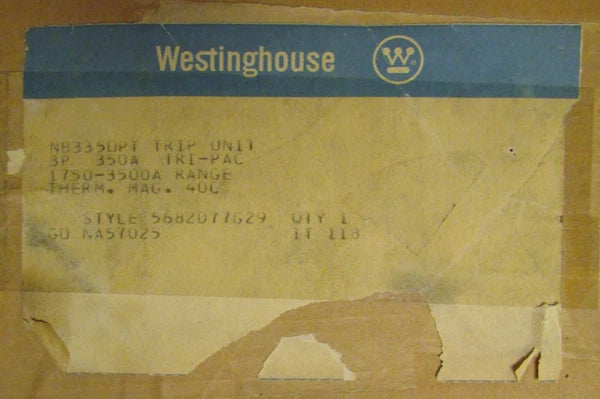 Westinghouse
NB3350PT TRIP UNIT
3P 350A TRI-PAC
1750-3500A RANGE
THERM. MAG. 40C
STYLE 5682D77G29 QTY 1
GO NA57025 IT 118